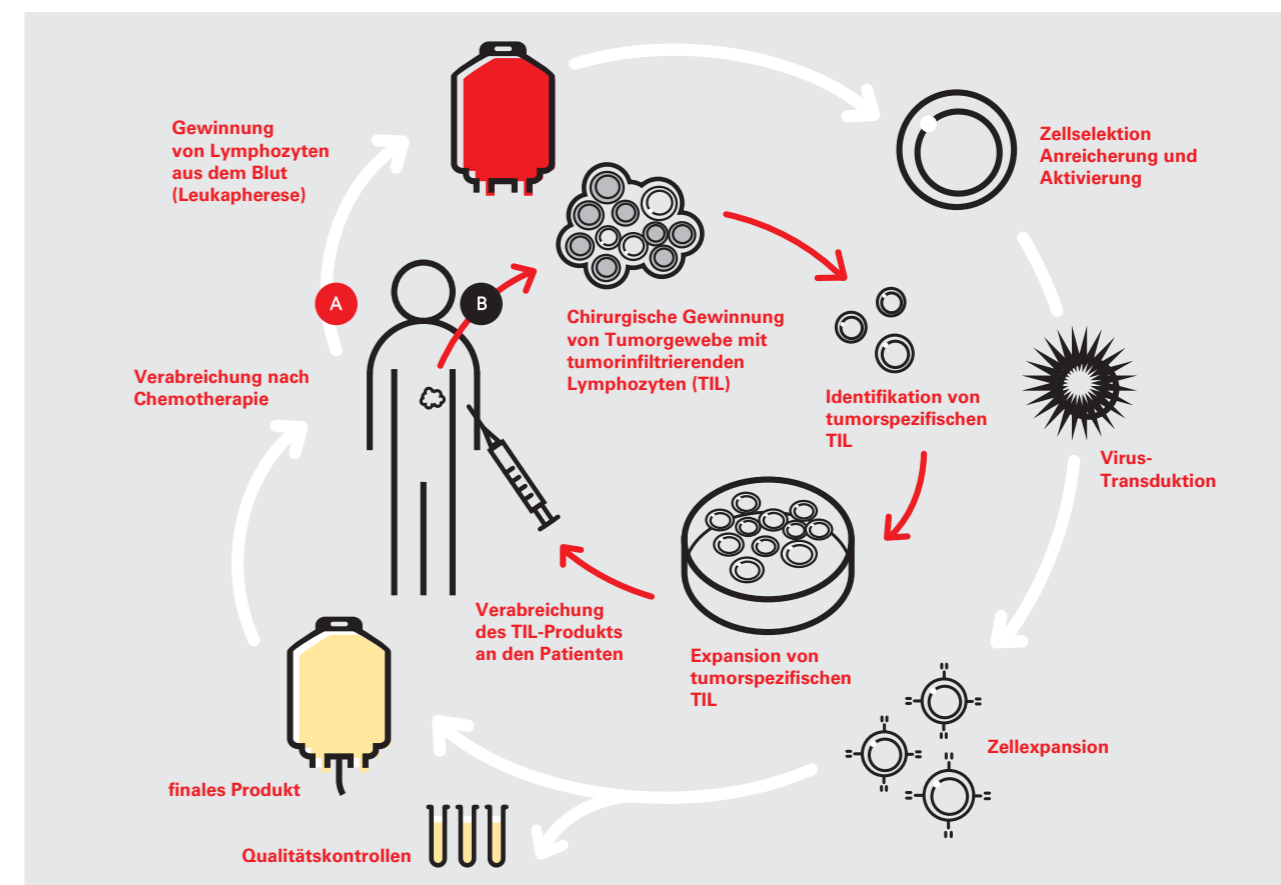 Gewinnung
von Lymphozyten
aus dem Blut
(Leukapherese)
Zellselektion
Anreicherung und
Aktivierung
A
B
Chirurgische Gewinnung
von Tumorgewebe mit
tumorinfiltrierenden
Lymphozyten (TIL)
Verabreichung nach
Chemotherapie
Identifikation von
tumorspezifischen
TIL
Virus-
Transduktion
Verabreichung
des TIL-Produkts
an den Patienten
Expansion von
tumorspezifischen
TIL
Zellexpansion
finales Produkt
Qualitätskontrollen